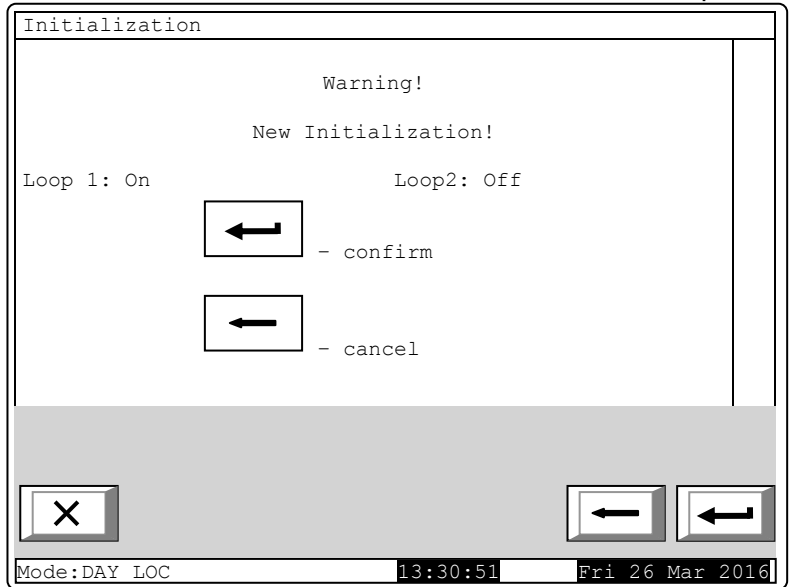 Initialization
Warning!
New Initialization!
Loop 1: On Loop2: Off
- confirm
- cancel
Mode:DAY LOC 13:30:51 Fri 26 Mar 2016